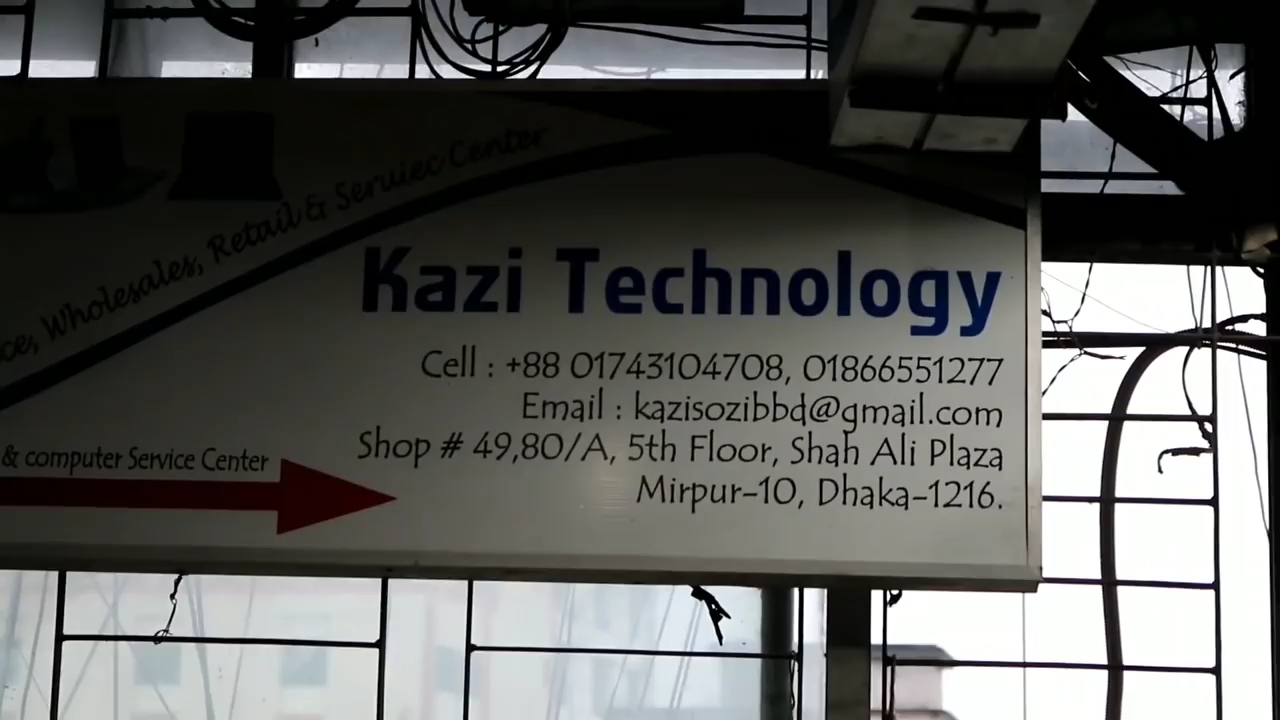 ce, Wholesales, Retail & Serviec Center
Kazi Technology
Cell : +88 01743104708, 01866551277
Email : kazisozibbd@gmail.com
Shop # 49,80/A, 5th Floor, Shah Ali Plaza
Mirpur-10, Dhaka-1216.
& computer Service Center